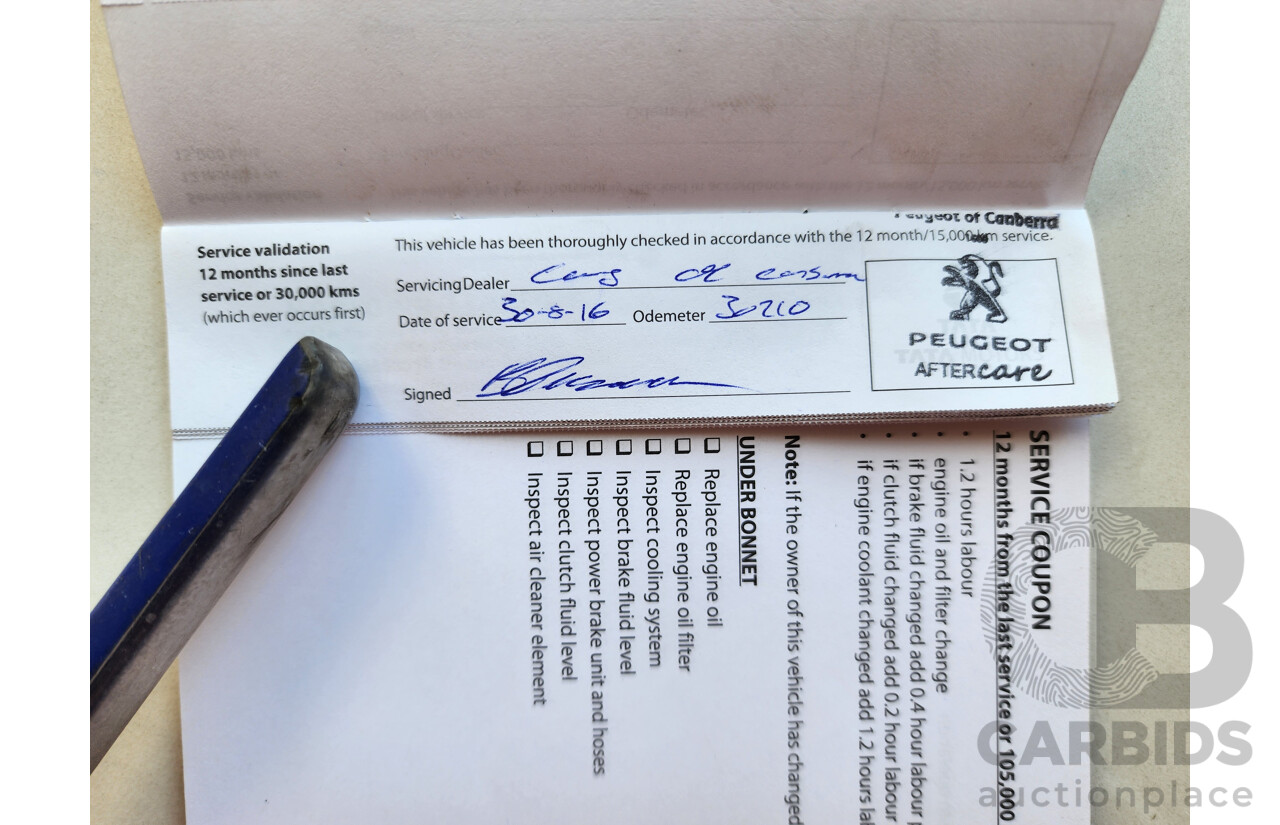 Peugeot of Canberra
Service validation
12 months since last
service or 30,000 kms
(which ever occurs first)
This vehicle has been thoroughly checked in accordance with the 12 month/15,000 km service.
Servicing Dealer
Date of service 30-8-16 Odemeter 30210
Signed
PEUGEOT
AFTERcare
SERVICE COUPON
12 months from the last service or 105,000
• 1.2 hours labour
• engine oil and filter change
• if brake fluid changed add 0.4 hour labour
• if clutch fluid changed add 0.2 hour labour
• if engine coolant changed add 1.2 hours
Note: If the owner of this vehicle has changed
UNDER BONNET
❑ Replace engine oil
❑ Replace engine oil filter
❑ Inspect cooling system
❑ Inspect brake fluid level
❑ Inspect power brake unit and hoses
❑ Inspect clutch fluid level
❑ Inspect air cleaner element
CARBIDS
auctionplace